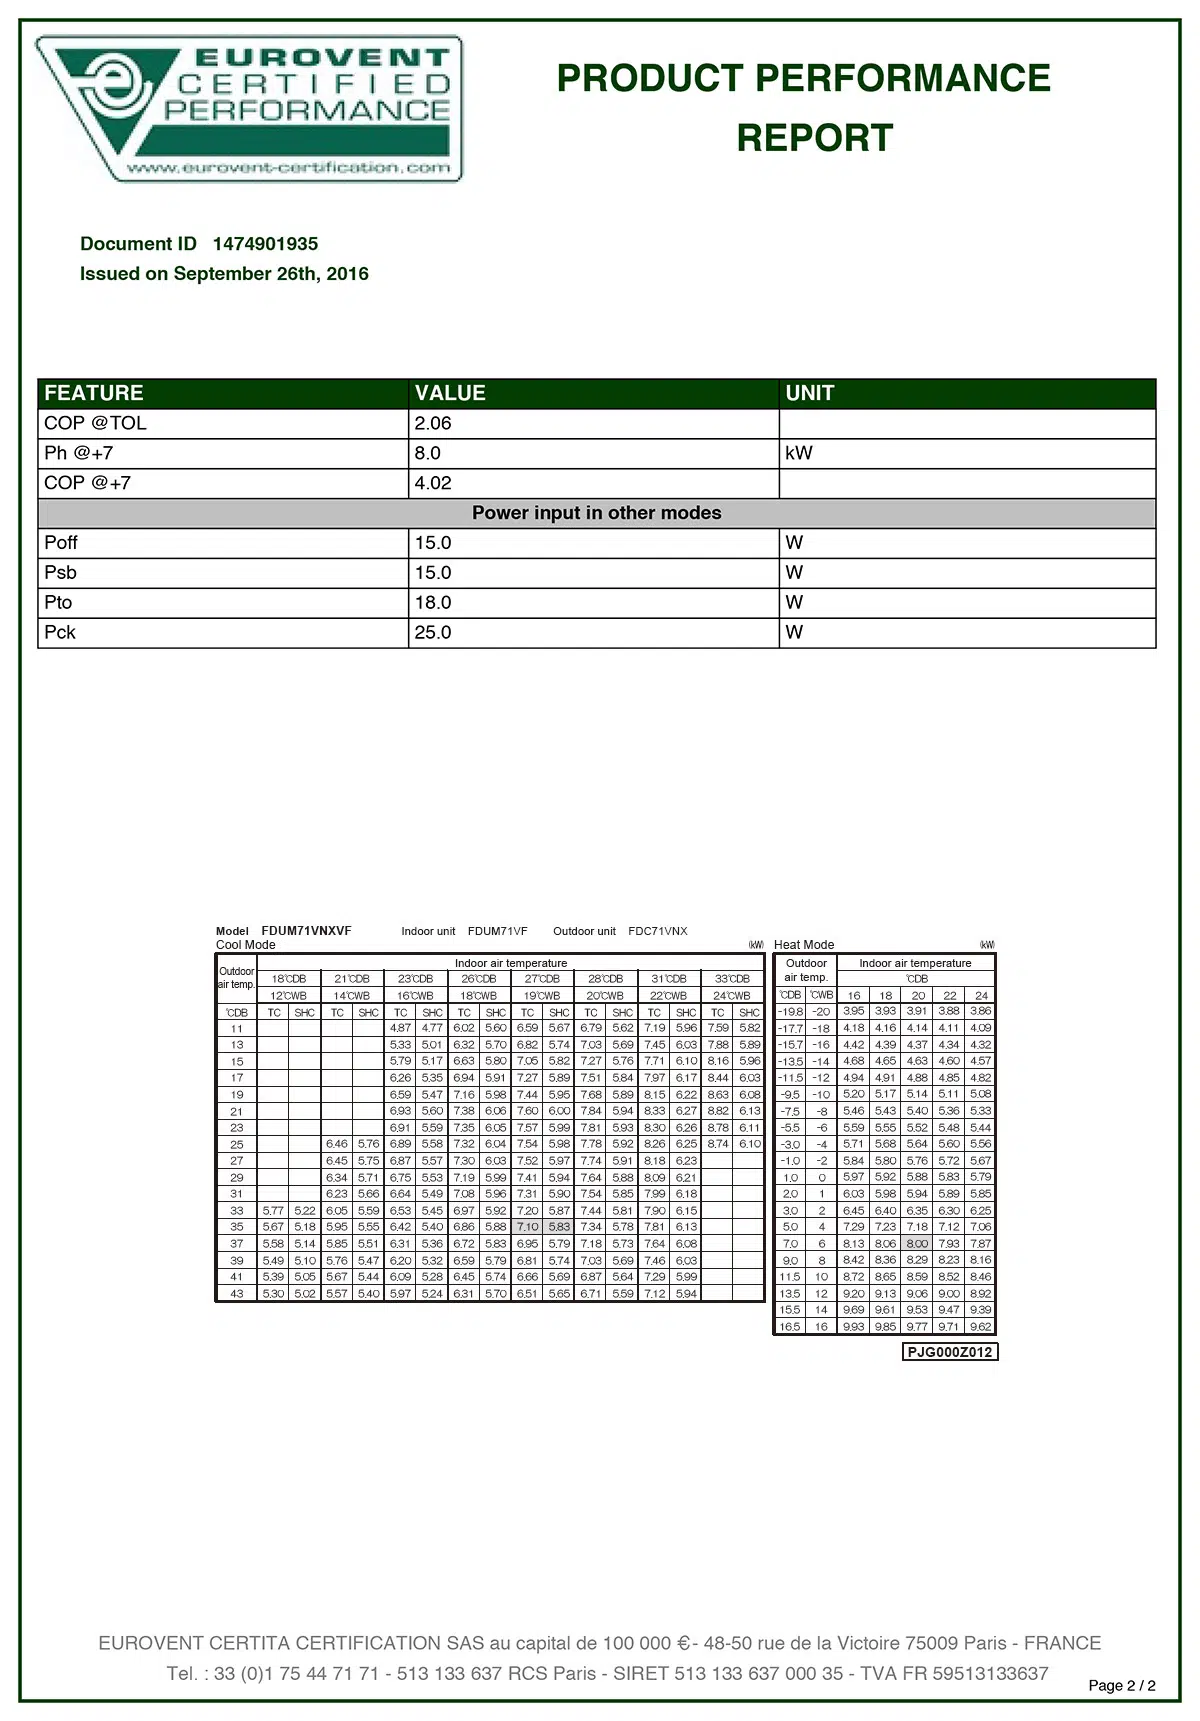 EUROVENT
CERTIFIED
PERFORMANCE
www.eurovent-certification.com
PRODUCT PERFORMANCE
REPORT
Document ID 1474901935
Issued on September 26th, 2016
FEATURE VALUE UNIT
COP @TOL 2.06
Ph @+7 8.0 kW
COP @+7 4.02
Power input in other modes
Poff 15.0 W
Psb 15.0 W
Pto 18.0 W
Pck 25.0 W
Model FDUM71VNXVF Indoor unit FDUM71VF Outdoor unit FDC71VNX
Cool Mode (kW)
Outdoor air temp. Indoor air temperature
18°CDB 21°CDB 23°CDB 26°CDB 27°CDB 28°CDB 31°CDB 33°CDB
12°CWB 14°CWB 16°CWB 18°CWB 19°CWB 20°CWB 22°CWB 24°CWB
°CDB TC SHC TC SHC TC SHC TC SHC TC SHC TC SHC TC SHC TC SHC
11 4.87 4.77 6.02 5.60 6.59 5.67 6.79 5.62 7.19 5.96 7.59 5.82
13 5.33 5.01 6.32 5.70 6.82 5.74 7.03 5.69 7.45 6.03 7.88 5.89
15 5.79 5.17 6.63 5.80 7.05 5.82 7.27 5.76 7.71 6.10 8.16 5.96
17 6.26 5.35 6.94 5.91 7.27 5.89 7.51 5.84 7.97 6.17 8.44 6.03
19 6.59 5.47 7.16 5.98 7.44 5.95 7.68 5.89 8.15 6.22 8.63 6.08
21 6.93 5.60 7.38 6.06 7.60 6.00 7.84 5.94 8.33 6.27 8.82 6.13
23 6.91 5.59 7.35 6.05 7.57 5.99 7.81 5.93 8.30 6.26 8.78 6.11
25 6.46 5.76 6.89 5.58 7.32 6.04 7.54 5.98 7.78 5.92 8.26 6.25 8.74 6.10
27 6.45 5.75 6.87 5.57 7.30 6.03 7.52 5.97 7.74 5.91 8.18 6.23
29 6.34 5.71 6.75 5.53 7.19 5.99 7.41 5.94 7.64 5.88 8.09 6.21
31 6.23 5.66 6.64 5.49 7.08 5.96 7.31 5.90 7.54 5.85 7.99 6.18
33 5.77 5.22 6.05 5.59 6.53 5.45 6.97 5.92 7.20 5.87 7.44 5.81 7.90 6.15
35 5.67 5.18 5.95 5.55 6.42 5.40 6.86 5.88 7.10 5.83 7.34 5.78 7.81 6.13
37 5.58 5.14 5.85 5.51 6.31 5.36 6.72 5.83 6.95 5.79 7.18 5.73 7.64 6.08
39 5.49 5.10 5.76 5.47 6.20 5.32 6.59 5.79 6.81 5.74 7.03 5.69 7.46 6.03
41 5.39 5.05 5.67 5.44 6.09 5.28 6.45 5.74 6.66 5.69 6.87 5.64 7.29 5.99
43 5.30 5.02 5.57 5.40 5.97 5.24 6.31 5.70 6.51 5.65 6.71 5.59 7.12 5.94
Heat Mode (kW)
Outdoor Indoor air temperature
air temp. °CDB
°CDB °CWB 16 18 20 22 24
-19.8 -20 3.95 3.93 3.91 3.88 3.86
-17.7 -18 4.18 4.16 4.14 4.11 4.09
-15.7 -16 4.42 4.39 4.37 4.34 4.32
-13.5 -14 4.68 4.65 4.63 4.60 4.57
-11.5 -12 4.94 4.91 4.88 4.85 4.82
-9.5 -10 5.20 5.17 5.14 5.11 5.08
-7.5 -8 5.46 5.43 5.40 5.36 5.33
-5.5 -6 5.59 5.55 5.52 5.48 5.44
-3.0 -4 5.71 5.68 5.64 5.60 5.56
-1.0 -2 5.84 5.80 5.76 5.72 5.67
1.0 0 5.97 5.92 5.88 5.83 5.79
2.0 1 6.03 5.98 5.94 5.89 5.85
3.0 2 6.45 6.40 6.35 6.30 6.25
5.0 4 7.29 7.23 7.18 7.12 7.06
7.0 6 8.13 8.06 8.00 7.93 7.87
9.0 8 8.42 8.36 8.29 8.23 8.16
11.5 10 8.72 8.65 8.59 8.52 8.46
13.5 12 9.20 9.13 9.06 9.00 8.92
15.5 14 9.69 9.61 9.53 9.47 9.39
16.5 16 9.93 9.85 9.77 9.71 9.62
PJG000Z012
EUROVENT CERTITA CERTIFICATION SAS au capital de 100 000 €- 48-50 rue de la Victoire 75009 Paris - FRANCE
Tel. : 33 (0)1 75 44 71 71 - 513 133 637 RCS Paris - SIRET 513 133 637 000 35 - TVA FR 59513133637
Page 2 / 2